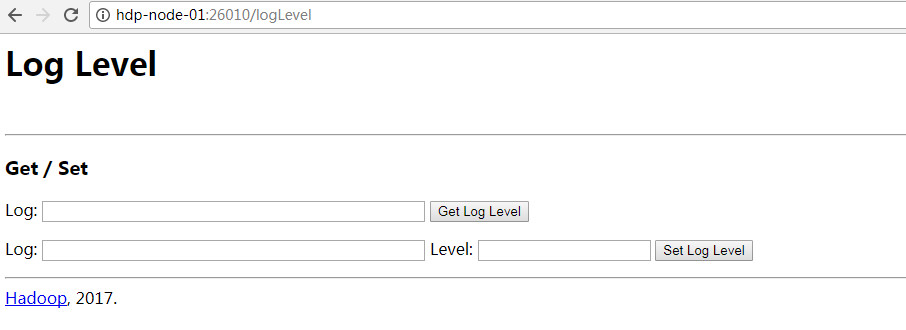 hdp-node-01:26010/logLevel
Log Level
Get / Set
Log: Get Log Level
Log: Level: Set Log Level
Hadoop, 2017.